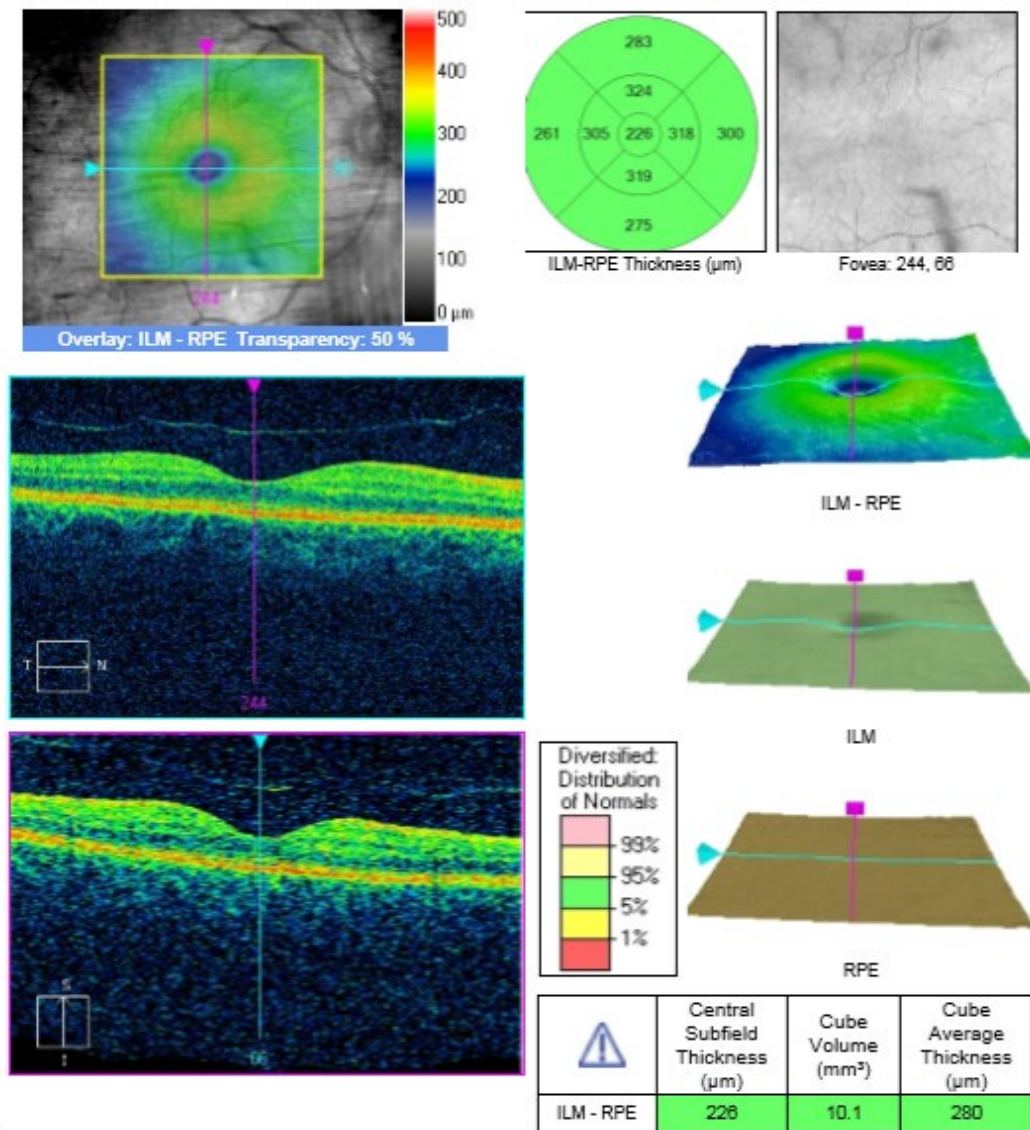 500
400
300
200
100
0 µm
244
Overlay: ILM - RPE Transparency: 50 %
283
324
261 305 226 318 300
319
275
ILM-RPE Thickness (µm)
Fovea: 244, 66
T N
244
S
I
66
ILM - RPE
ILM
RPE
Diversified:
Distribution
of Normals
99%
95%
5%
1%
Central
Subfield
Thickness
(µm)
Cube
Volume
(mm³)
Cube
Average
Thickness
(µm)
ILM - RPE 226 10.1 280